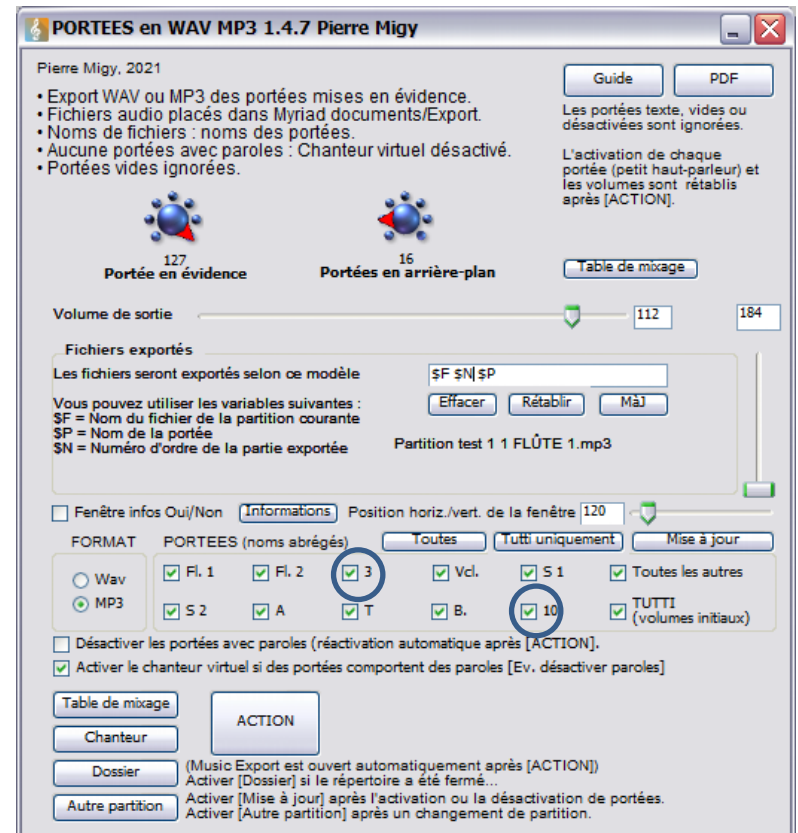 PORTEES en WAV MP3 1.4.7 Pierre Migy
Pierre Migy, 2021
Guide
PDF
• Export WAV ou MP3 des portées mises en évidence.
• Fichiers audio placés dans Myriad documents/Export.
• Noms de fichiers : noms des portées.
• Aucune portées avec paroles : Chanteur virtuel désactivé.
• Portées vides ignorées.
Les portées texte, vides ou
désactivées sont ignorées.
L'activation de chaque
portée (petit haut-parleur) et
les volumes sont rétablis
après [ACTION].
127
Portée en évidence
16
Portées en arrière-plan
Table de mixage
Volume de sortie
112
184
Fichiers exportés
Les fichiers seront exportés selon ce modèle
$F $N $P
Vous pouvez utiliser les variables suivantes :
$F = Nom du fichier de la partition courante
$P = Nom de la portée
$N = Numéro d'ordre de la partie exportée
Effacer
Rétablir
MàJ
Partition test 1 1 FLÛTE 1.mp3
Fenêtre infos Oui/Non
Informations
Position horiz./vert. de la fenêtre
120
FORMAT
PORTEES (noms abrégés)
Toutes
Tutti uniquement
Mise à jour
Wav
MP3
Fl. 1
Fl. 2
3
Vcl.
S 1
Toutes les autres
S 2
A
T
B.
10
TUTTI
(volumes initiaux)
Désactiver les portées avec paroles (réactivation automatique après [ACTION].
Activer le chanteur virtuel si des portées comportent des paroles [Ev. désactiver paroles]
Table de mixage
Chanteur
Dossier
Autre partition
ACTION
(Music Export est ouvert automatiquement après [ACTION])
Activer [Dossier] si le répertoire a été fermé...
Activer [Mise à jour] après l'activation ou la désactivation de portées.
Activer [Autre partition] après un changement de partition.